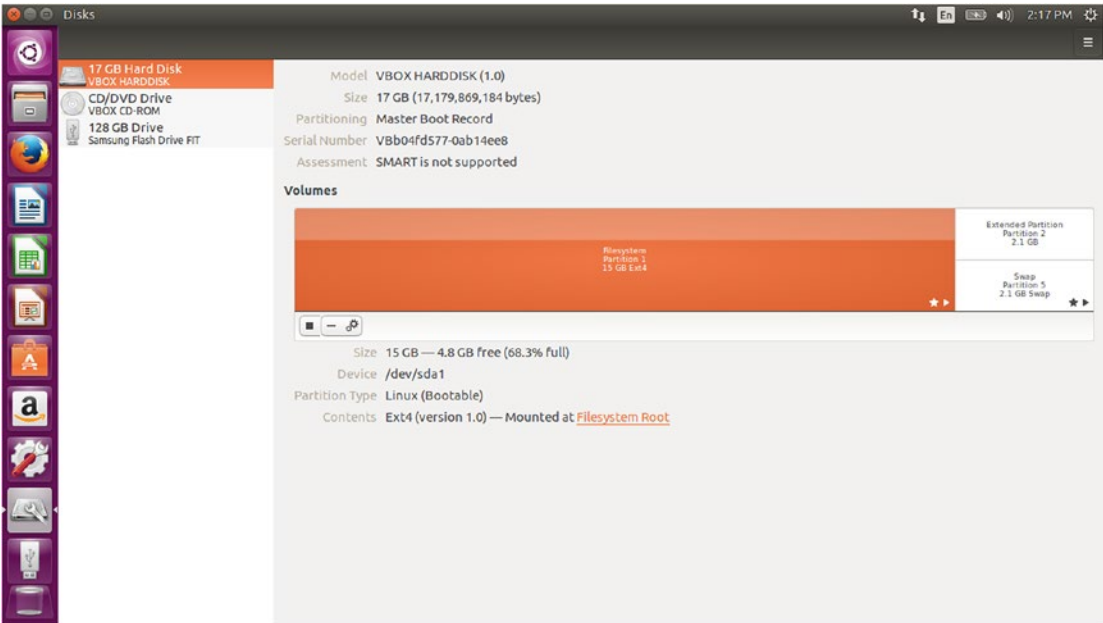 Disks
En
2:17 PM
17 GB Hard Disk
VBOX HARDDISK
CD/DVD Drive
VBOX CD-ROM
128 GB Drive
Samsung Flash Drive FIT
Model VBOX HARDDISK (1.0)
Size 17 GB (17,179,869,184 bytes)
Partitioning Master Boot Record
Serial Number VBb04fd577-0ab14ee8
Assessment SMART is not supported
Volumes
Filesystem
Partition 1
15 GB Ext4
Extended Partition
Partition 2
2.1 GB
Swap
Partition 5
2.1 GB Swap
Size 15 GB — 4.8 GB free (68.3% full)
Device /dev/sda1
Partition Type Linux (Bootable)
Contents Ext4 (version 1.0) — Mounted at Filesystem Root